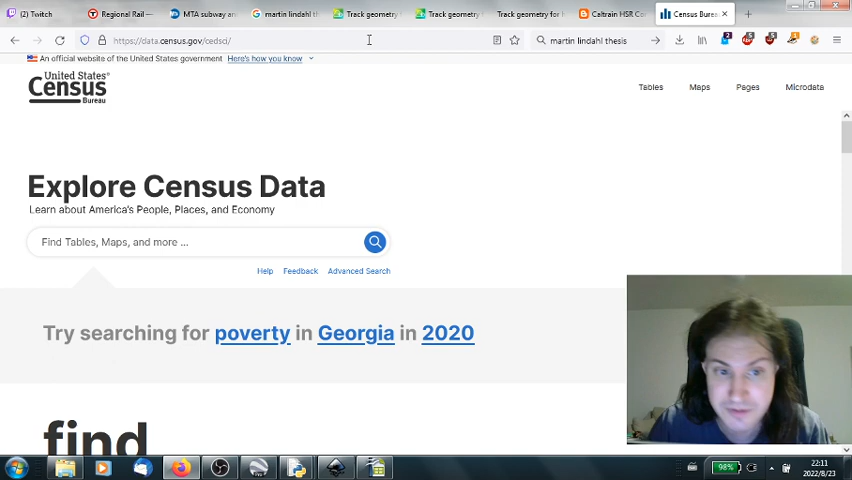 (1) Twitch
Regional Rail —
MTA subway an
martin lindahl th
Track geometry
Track geometry
Track geometry for
Caltrain HSR Co
Census Burea
https://data.census.gov/cedsci/
martin lindahl thesis
An official website of the United States government
Here's how you know
United States®
Census
Bureau
Tables
Maps
Pages
Microdata
Explore Census Data
Learn about America's People, Places, and Economy
Find Tables, Maps, and more ...
Help
Feedback
Advanced Search
Try searching for poverty in Georgia in 2020
find
98%
22:11
2022/8/23